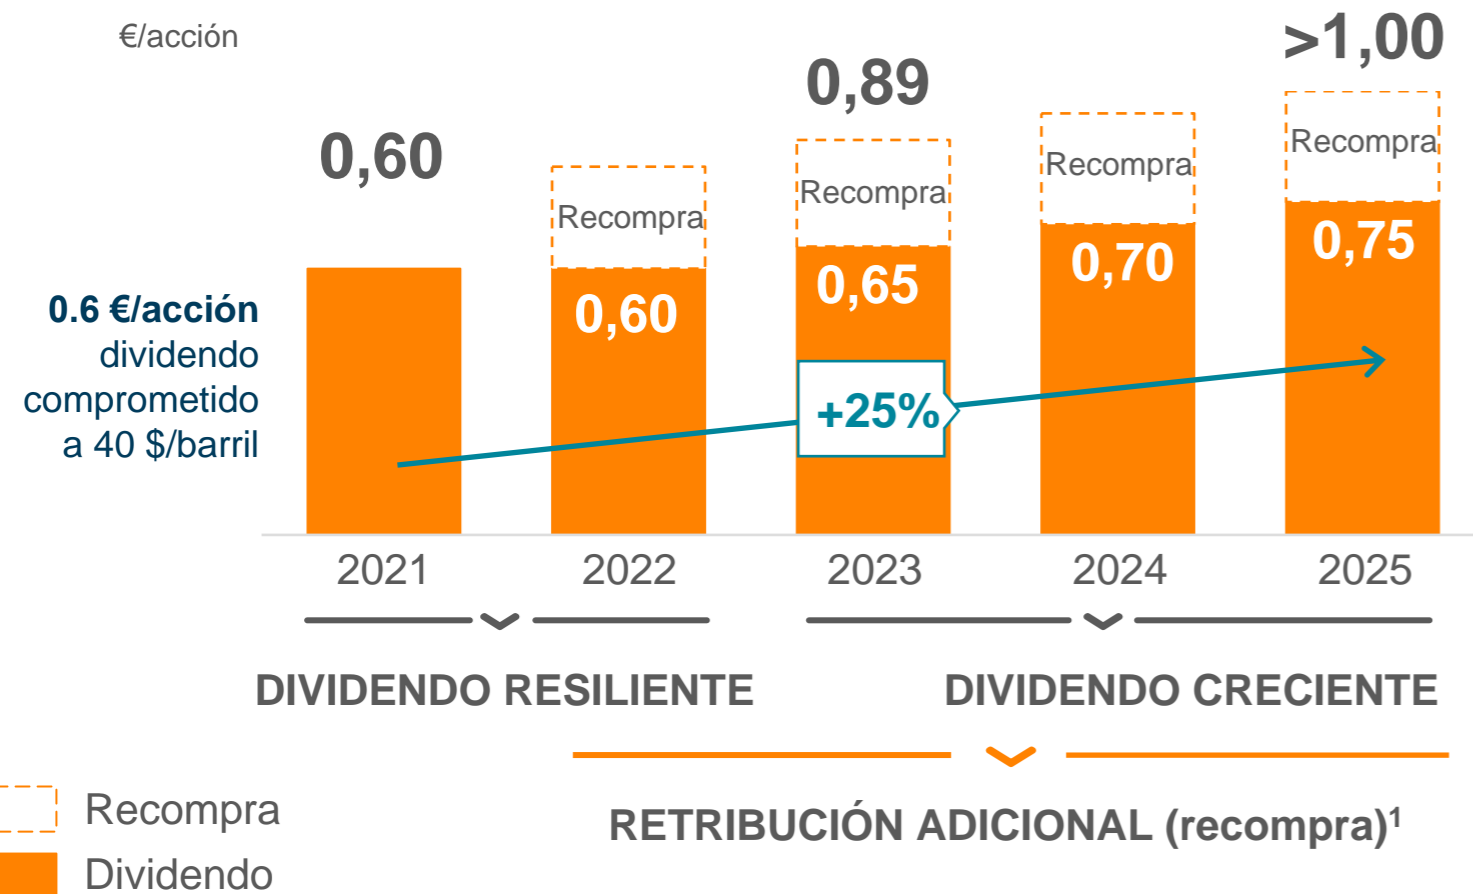 €/acción
0,60
0,89
>1,00
Recompra
Recompra
Recompra
Recompra
0,60
0,65
0,70
0,75
0.6 €/acción
dividendo
comprometido
a 40 $/barril
+25%
2021
2022
2023
2024
2025
DIVIDENDO RESILIENTE
DIVIDENDO CRECIENTE
RETRIBUCIÓN ADICIONAL (recompra)¹
Recompra
Dividendo